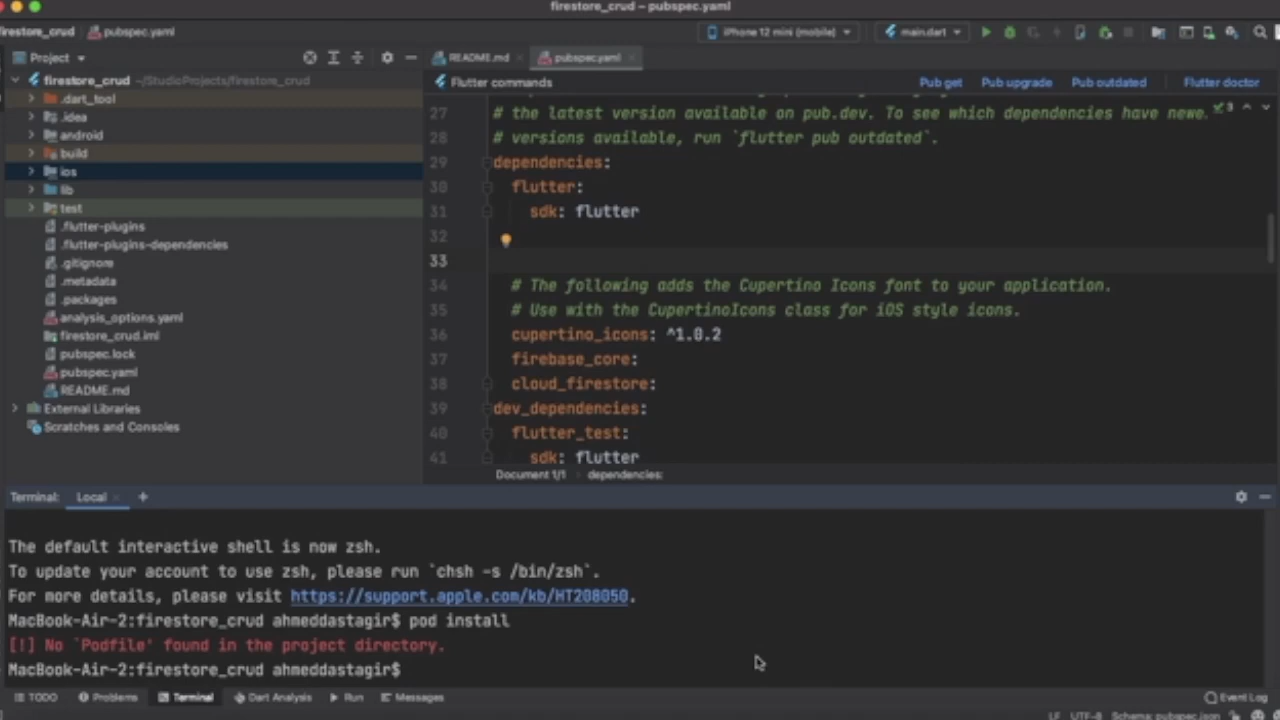 firestore_crud – pubspec.yaml
firestore_crud
pubspec.yaml
iPhone 12 mini (mobile)
main.dart
Project
README.md
pubspec.yaml
firestore_crud ~/StudioProjects/firestore_crud
Flutter commands
Pub get
Pub upgrade
Pub outdated
Flutter doctor
.dart_tool
.idea
android
build
ios
lib
test
.flutter-plugins
.flutter-plugins-dependencies
.gitignore
.metadata
.packages
analysis_options.yaml
firestore_crud.iml
pubspec.lock
pubspec.yaml
README.md
External Libraries
Scratches and Consoles
27 # the latest version available on pub.dev. To see which dependencies have newe. 3
28 # versions available, run `flutter pub outdated`.
29 dependencies:
30 flutter:
31 sdk: flutter
32
33
34 # The following adds the Cupertino Icons font to your application.
35 # Use with the CupertinoIcons class for iOS style icons.
36 cupertino_icons: ^1.0.2
37 firebase_core:
38 cloud_firestore:
39 dev_dependencies:
40 flutter_test:
41 sdk: flutter
Document 1/1 dependencies:
Terminal: Local +
The default interactive shell is now zsh.
To update your account to use zsh, please run `chsh -s /bin/zsh`.
For more details, please visit https://support.apple.com/kb/HT208050.
MacBook-Air-2:firestore_crud ahmeddastagir$ pod install
[!] No `Podfile' found in the project directory.
MacBook-Air-2:firestore_crud ahmeddastagir$
TODO
Problems
Terminal
Dart Analysis
Run
Messages
Event Log
LF UTF-8 Schema: pubspec.json